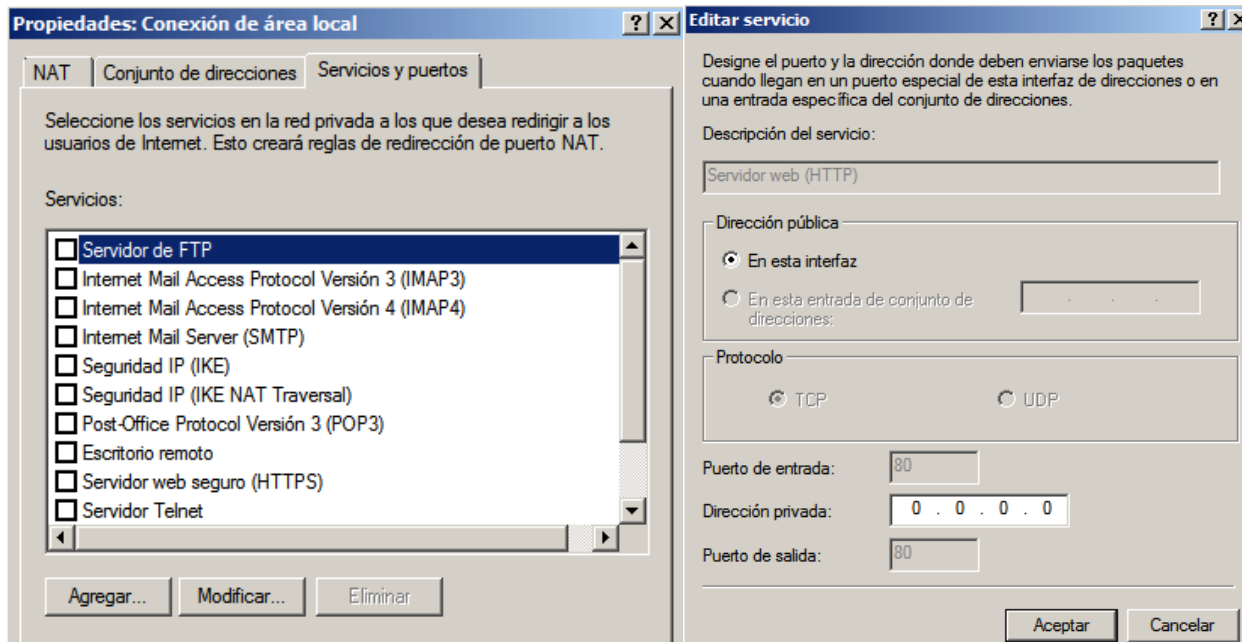 Propiedades: Conexión de área local
NAT
Conjunto de direcciones
Servicios y puertos
Seleccione los servicios en la red privada a los que desea redirigir a los
usuarios de Internet. Esto creará reglas de redirección de puerto NAT.
Servicios:
Servidor de FTP
Internet Mail Access Protocol Versión 3 (IMAP3)
Internet Mail Access Protocol Versión 4 (IMAP4)
Internet Mail Server (SMTP)
Seguridad IP (IKE)
Seguridad IP (IKE NAT Traversal)
Post-Office Protocol Versión 3 (POP3)
Escritorio remoto
Servidor web seguro (HTTPS)
Servidor Telnet
Agregar...
Modificar...
Eliminar
Editar servicio
Designe el puerto y la dirección donde deben enviarse los paquetes
cuando llegan en un puerto especial de esta interfaz de direcciones o en
una entrada específica del conjunto de direcciones.
Descripción del servicio:
Servidor web (HTTP)
Dirección pública
En esta interfaz
En esta entrada de conjunto de
direcciones:
. . .
Protocolo
TCP
UDP
Puerto de entrada:
80
Dirección privada:
0 . 0 . 0 . 0
Puerto de salida:
80
Aceptar
Cancelar